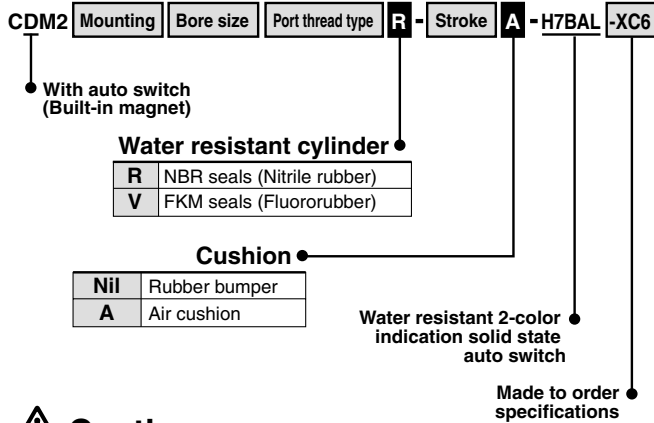 CDM2 Mounting Bore size Port thread type R - Stroke A - H7BAL -XC6
With auto switch
(Built-in magnet)
Water resistant cylinder
R NBR seals (Nitrile rubber)
V FKM seals (Fluororubber)
Cushion
Nil Rubber bumper
A Air cushion
Water resistant 2-color
indication solid state
auto switch
Made to order
specifications